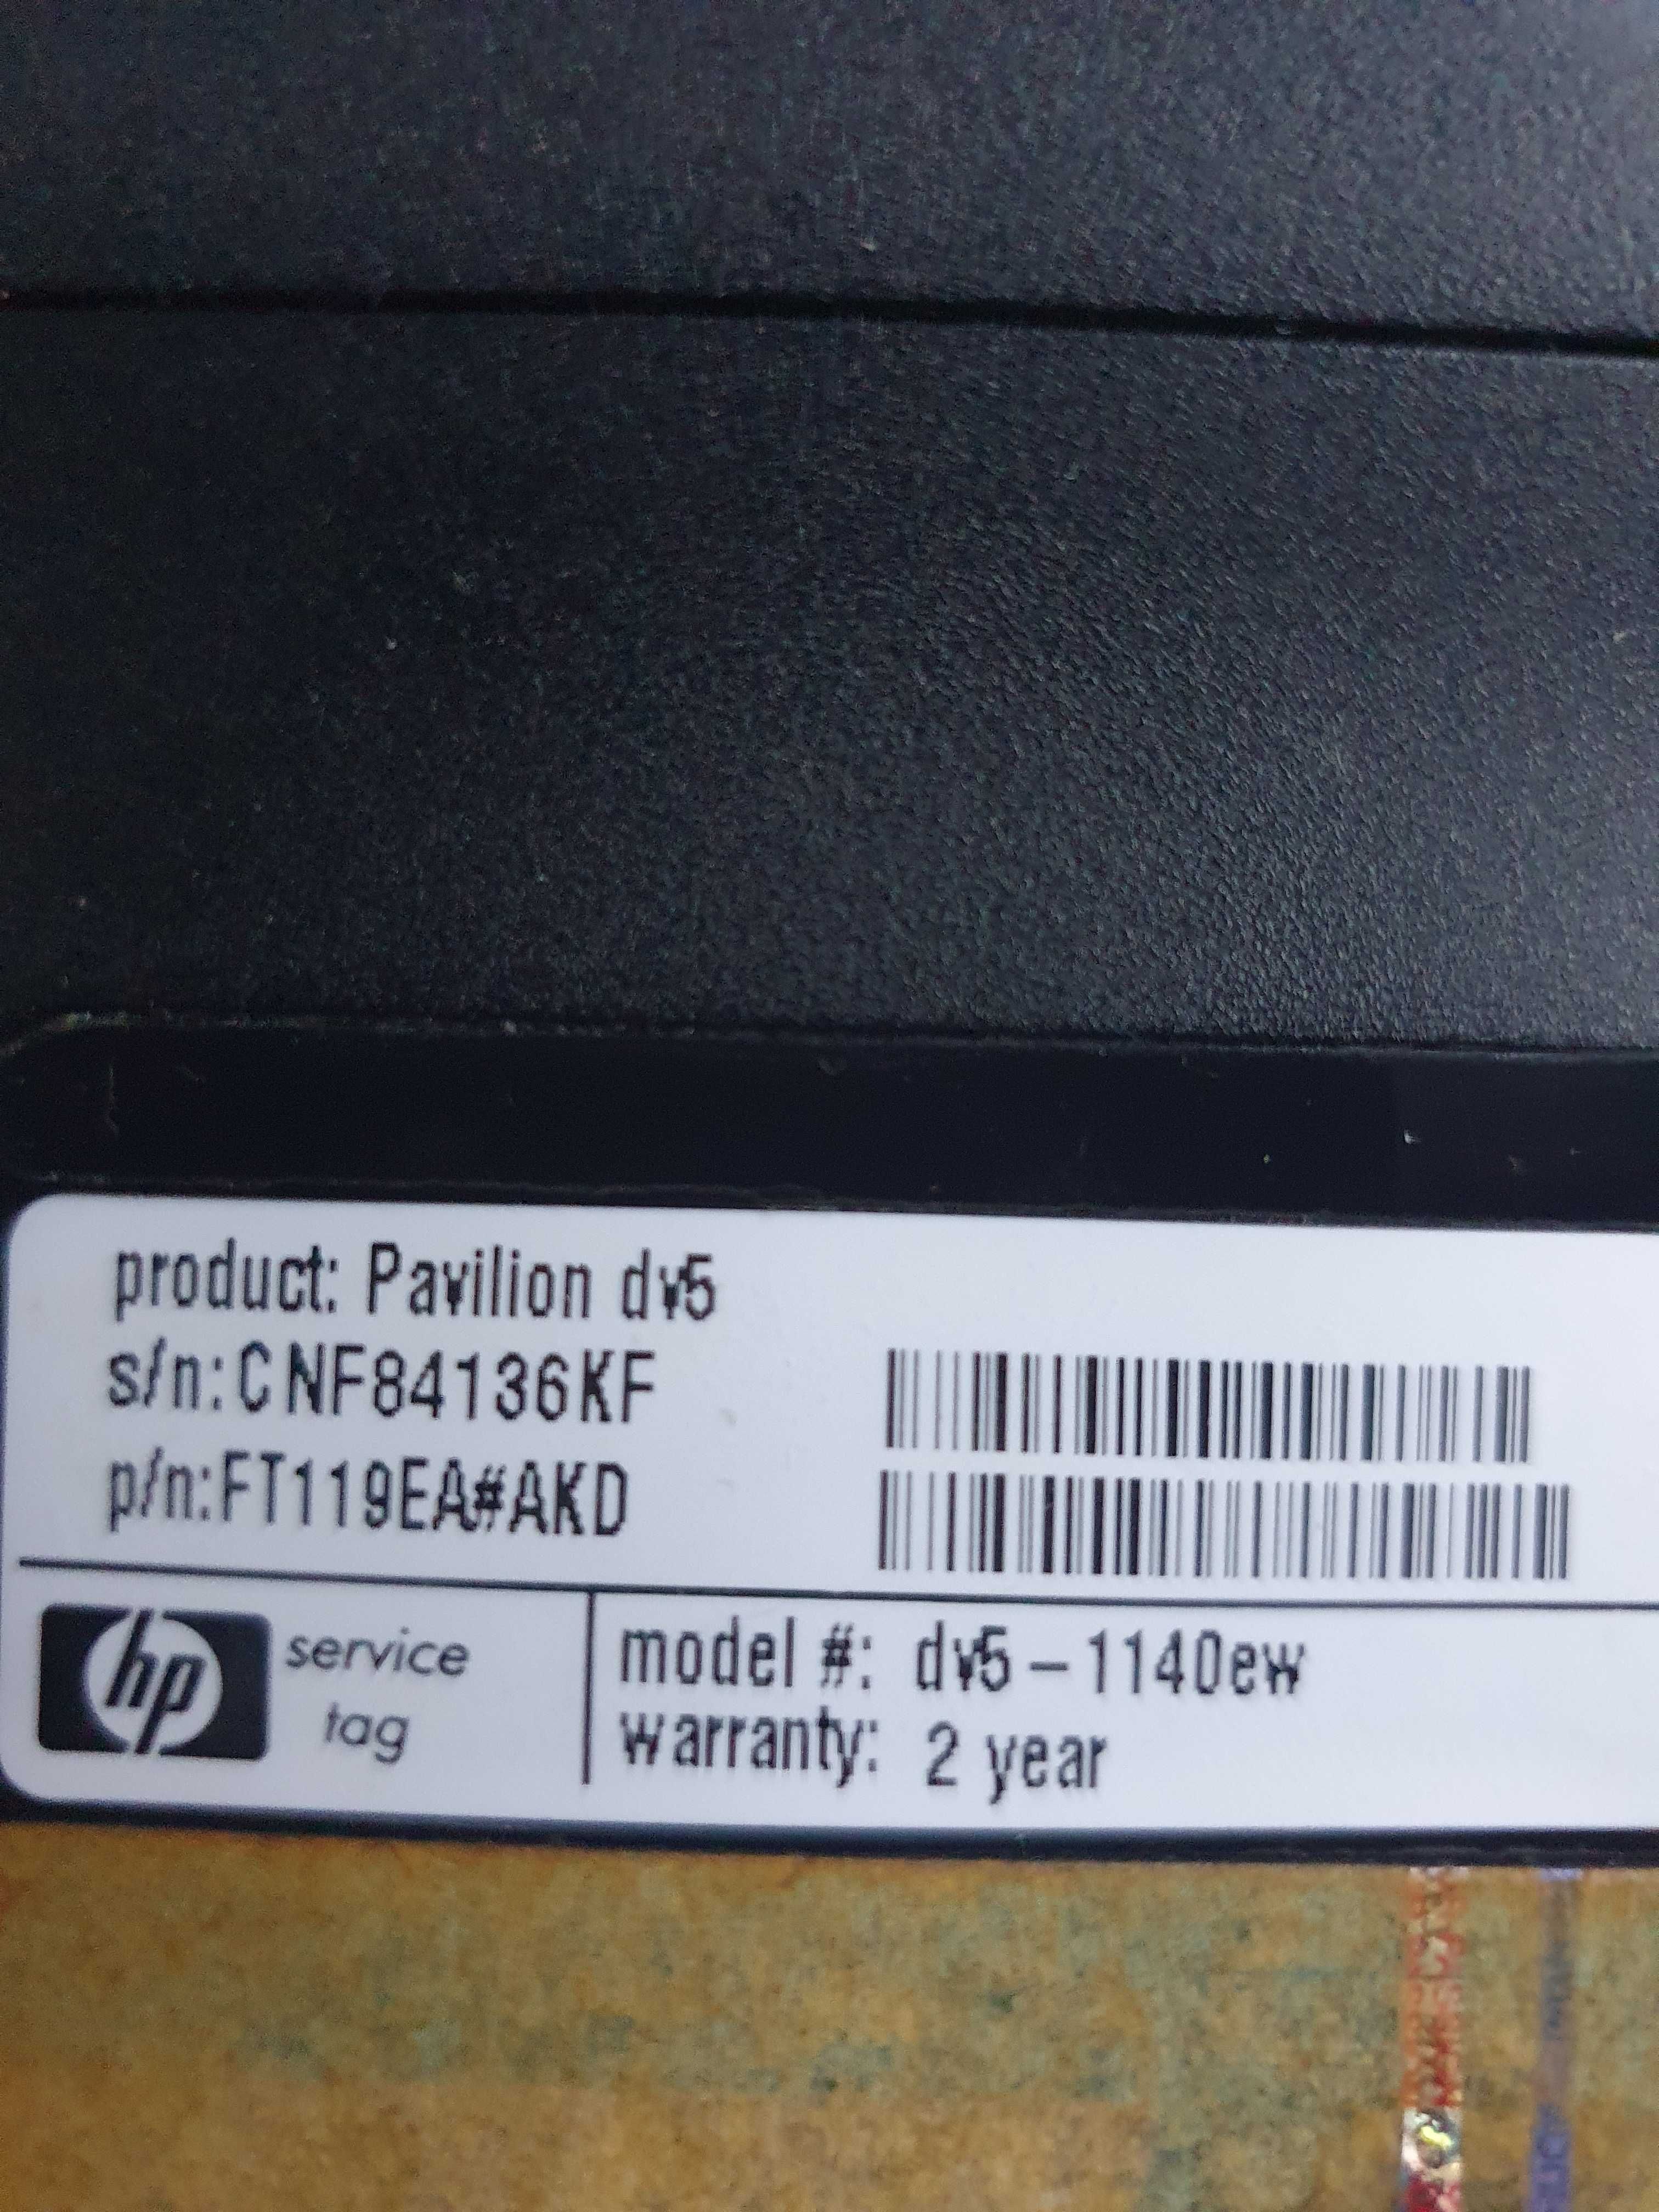 product: Pavilion dv5
s/n:CNF84136KF
p/n:FT119EA#AKD
hp service tag
model #: dv5-1140ew
warranty: 2 year